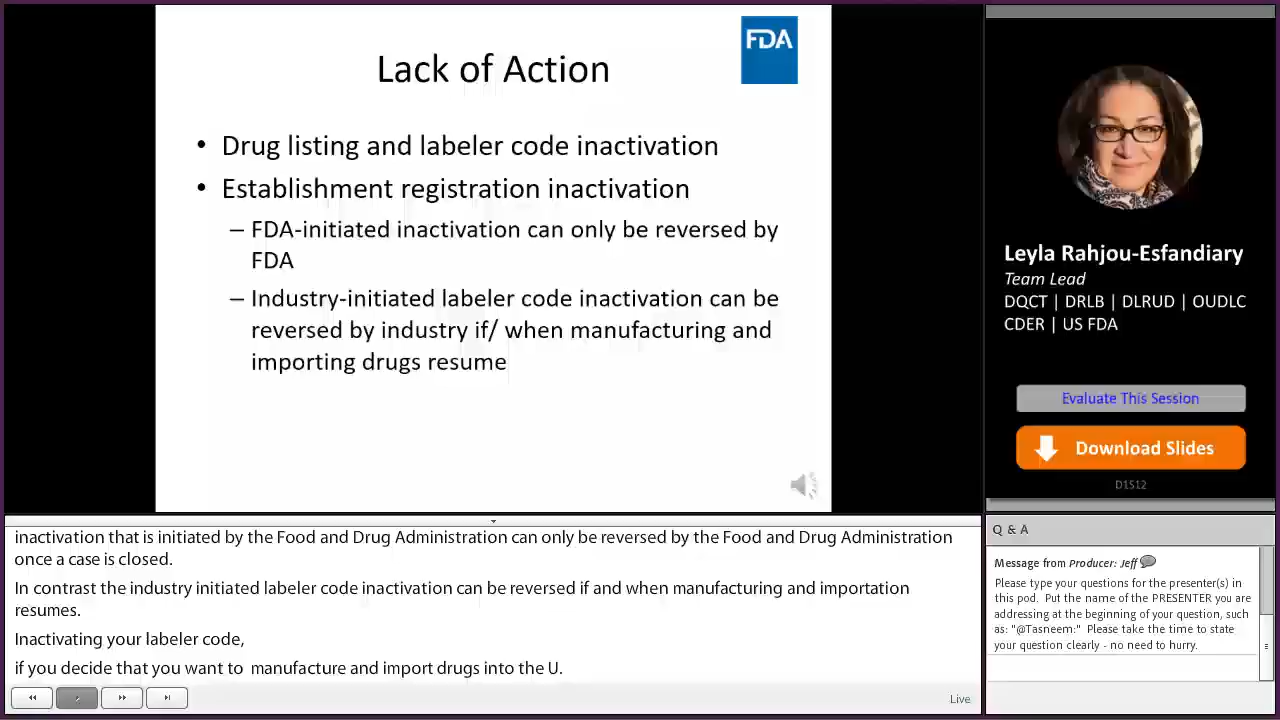 FDA
Lack of Action
• Drug listing and labeler code inactivation
• Establishment registration inactivation
– FDA-initiated inactivation can only be reversed by
FDA
– Industry-initiated labeler code inactivation can be
reversed by industry if/ when manufacturing and
importing drugs resume
Leyla Rahjou-Esfandiary
Team Lead
DQCT | DRLB | DLRUD | OUDLC
CDER | US FDA
Evaluate This Session
Download Slides
D1S12
inactivation that is initiated by the Food and Drug Administration can only be reversed by the Food and Drug Administration
once a case is closed.
In contrast the industry initiated labeler code inactivation can be reversed if and when manufacturing and importation
resumes.
Inactivating your labeler code,
if you decide that you want to manufacture and import drugs into the U.
Live
Q & A
Message from Producer: Jeff
Please type your questions for the presenter(s) in
this pod. Put the name of the PRESENTER you are
addressing at the beginning of your question, such
as: "@Tasneem:" Please take the time to state
your question clearly - no need to hurry.